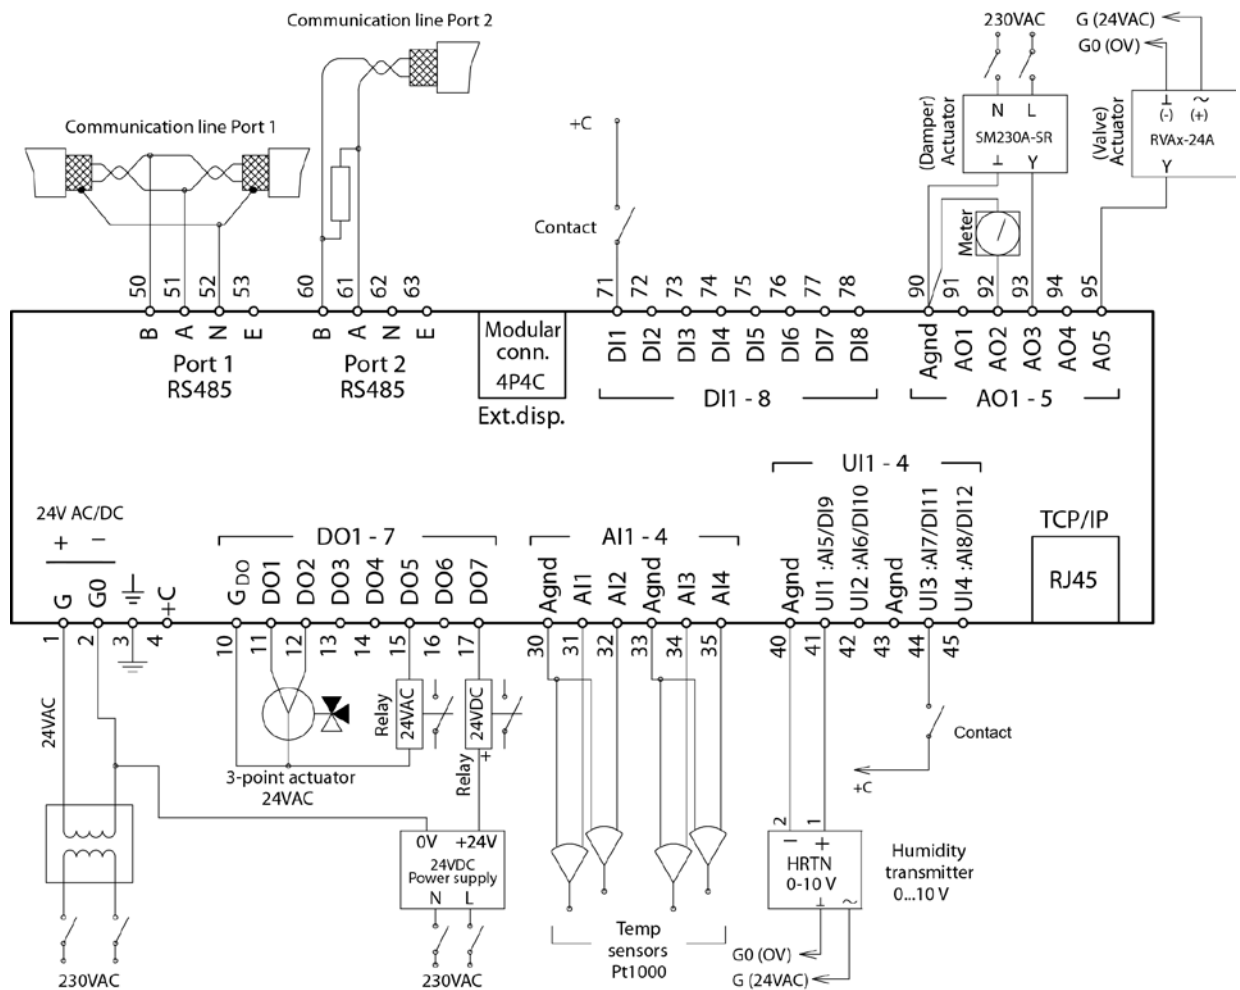 Communication line Port 2
Communication line Port 1
+C
Contact
230VAC
G (24VAC)
G0 (OV)
N L
SM230A-SR
⊥ Y
(Damper)
Actuator
Meter
⊥ ~
(-) (+)
RVAx-24A
Y
(Valve)
Actuator
50 51 52 53
60 61 62 63
71 72 73 74 75 76 77 78
90 91 92 93 94 95
B A N E
Port 1
RS485
B A N E
Port 2
RS485
Modular
conn.
4P4C
Ext.disp.
DI1 DI2 DI3 DI4 DI5 DI6 DI7 DI8
DI1 - 8
Agnd AO1 AO2 AO3 AO4 A05
AO1 - 5
24V AC/DC
+ −
G G0 +C
DO1 - 7
GDO DO1 DO2 DO3 DO4 DO5 DO6 DO7
AI1 - 4
Agnd AI1 AI2 Agnd AI3 AI4
UI1 - 4
Agnd
UI1 :AI5/DI9
UI2 :AI6/DI10
Agnd
UI3 :AI7/DI11
UI4 :AI8/DI12
TCP/IP
RJ45
1 2 3 4
10 11 12 13 14 15 16 17
30 31 32 33 34 35
40 41 42 43 44 45
24VAC
3-point actuator
24VAC
Relay
24VAC
24VDC
Relay
+
0V +24V
24VDC
Power supply
N L
230VAC
230VAC
Temp
sensors
Pt1000
2 1
− +
HRTN
0-10 V
⊥ ~
G0 (OV)
G (24VAC)
Humidity
transmitter
0...10 V
Contact
+C